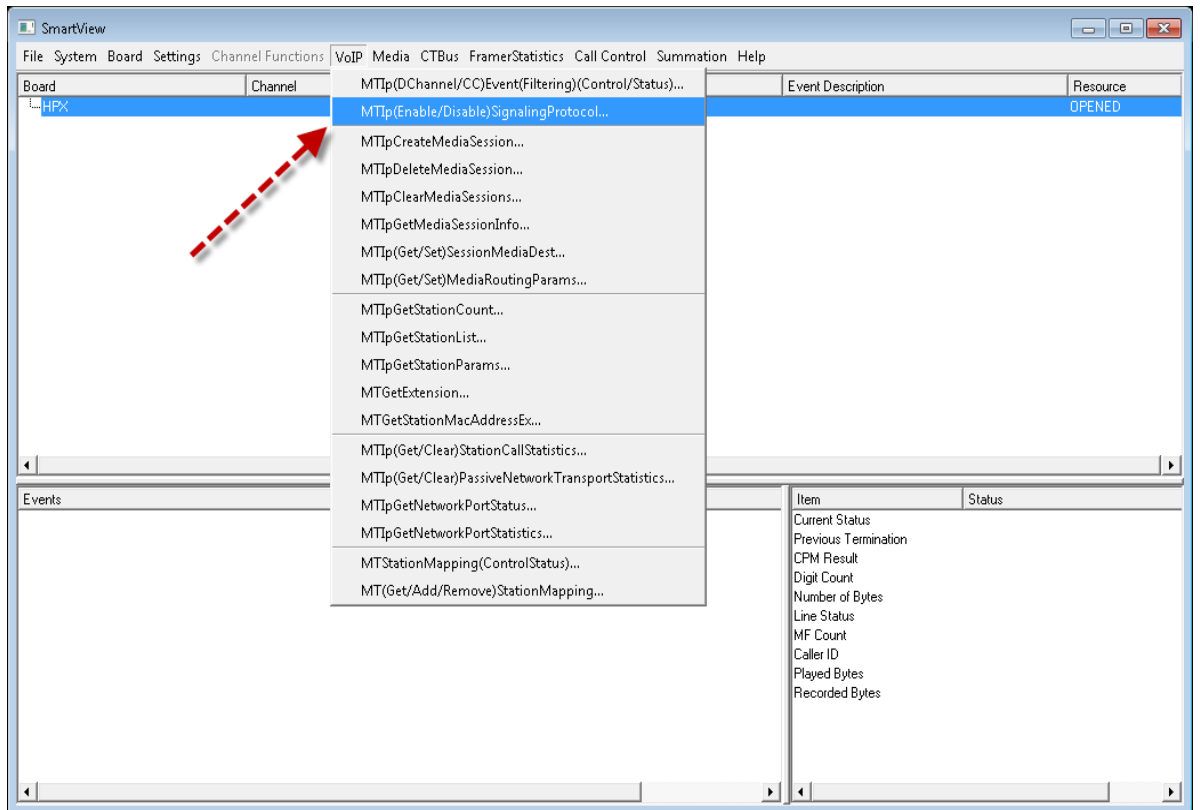 SmartView
File System Board Settings Channel Functions VoIP Media CTBus FramerStatistics Call Control Summation Help
Board Channel Event Description Resource
HPX OPENED
MTIp(DChannel/CC)Event(Filtering)(Control/Status)...
MTIp(Enable/Disable)SignalingProtocol...
MTIpCreateMediaSession...
MTIpDeleteMediaSession...
MTIpClearMediaSessions...
MTIpGetMediaSessionInfo...
MTIp(Get/Set)SessionMediaDest...
MTIp(Get/Set)MediaRoutingParams...
MTIpGetStationCount...
MTIpGetStationList...
MTIpGetStationParams...
MTGetExtension...
MTGetStationMacAddressEx...
MTIp(Get/Clear)StationCallStatistics...
MTIp(Get/Clear)PassiveNetworkTransportStatistics...
MTIpGetNetworkPortStatus...
MTIpGetNetworkPortStatistics...
MTStationMapping(ControlStatus)...
MT(Get/Add/Remove)StationMapping...
Events
Item Status
Current Status
Previous Termination
CPM Result
Digit Count
Number of Bytes
Line Status
MF Count
Caller ID
Played Bytes
Recorded Bytes